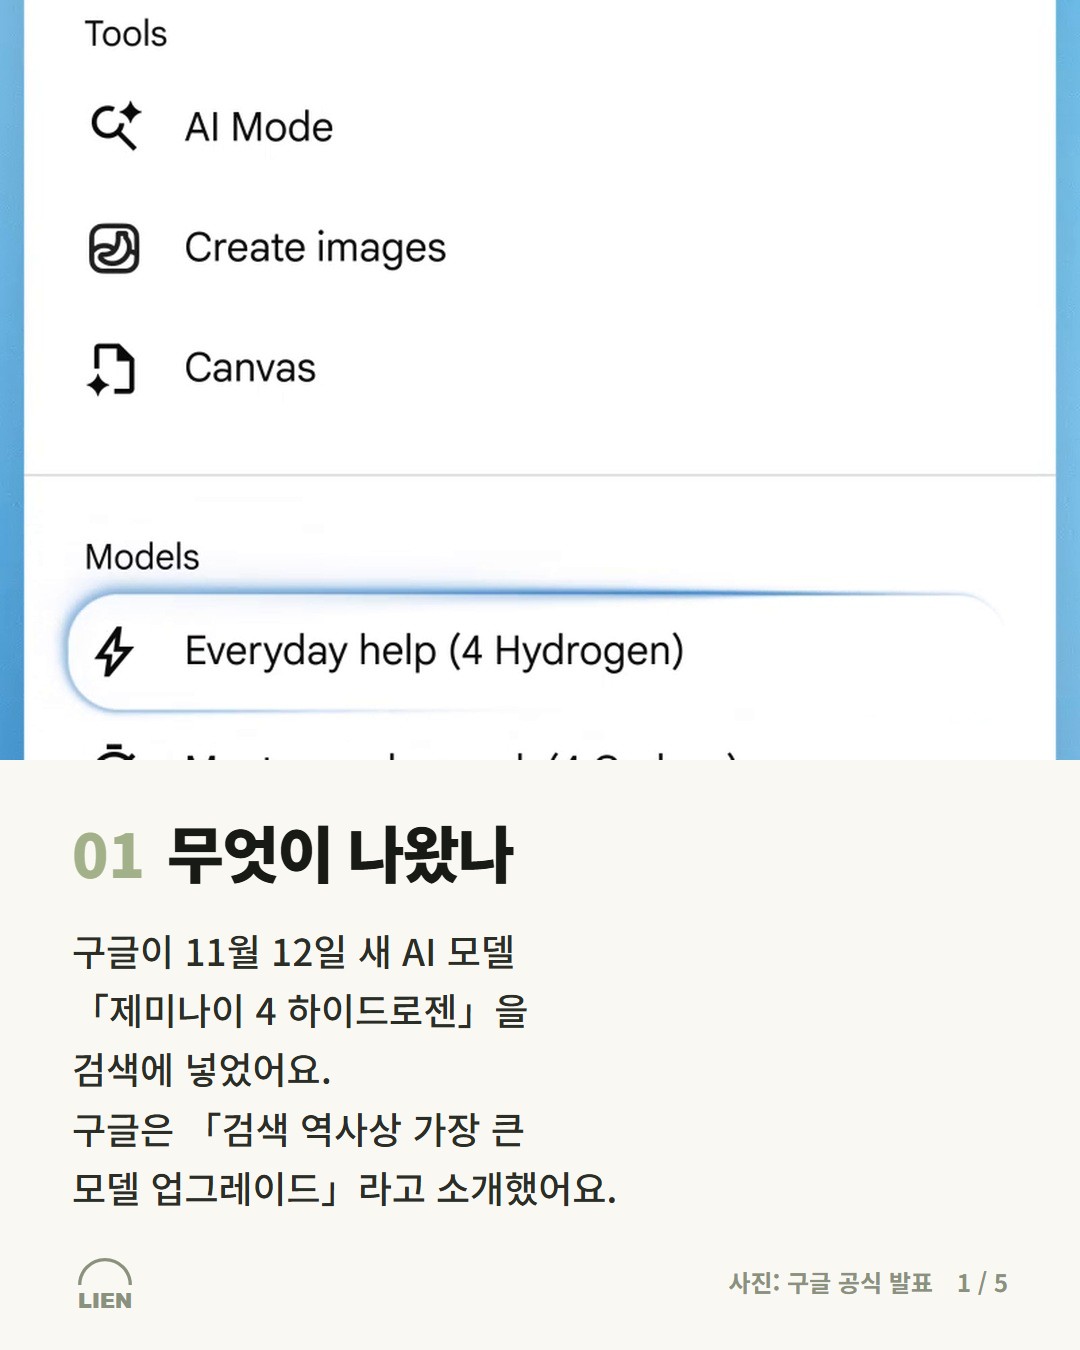 Tools
AI Mode
Create images
Canvas
Models
Everyday help (4 Hydrogen)
01 무엇이 나왔나
구글이 11월 12일 새 AI 모델
「제미나이 4 하이드로젠」을
검색에 넣었어요.
구글은 「검색 역사상 가장 큰
모델 업그레이드」라고 소개했어요.
LIEN
사진: 구글 공식 발표 1 / 5